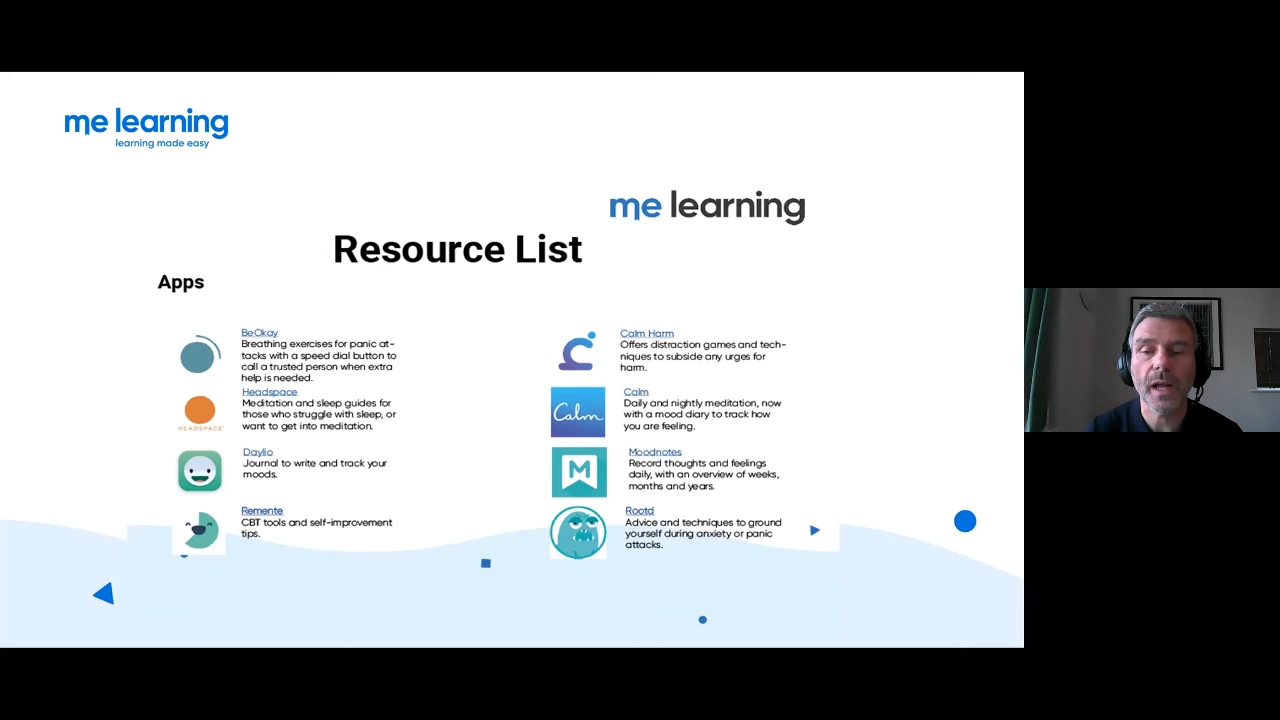 me learning
learning made easy
me learning
Resource List
Apps
BeOkay
Breathing exercises for panic at-
tacks with a speed dial button to
call a trusted person when extra
help is needed.
Headspace
Meditation and sleep guides for
those who struggle with sleep, or
want to get into meditation.
HEADSPACE
Daylio
Journal to write and track your
moods.
Remente
CBT tools and self-improvement
tips.
Calm Harm
Offers distraction games and tech-
niques to subside any urges for
harm.
Calm
Calm
Daily and nightly meditation, now
with a mood diary to track how
you are feeling.
M
Moodnotes
Record thoughts and feelings
daily, with an overview of weeks,
months and years.
Rootd
Advice and techniques to ground
yourself during anxiety or panic
attacks.